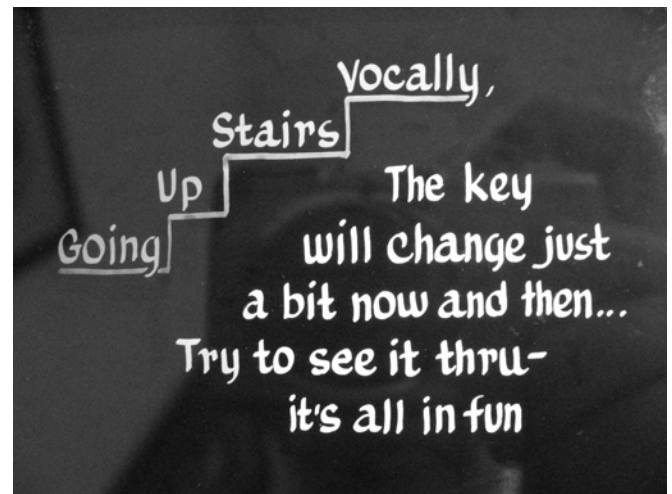 Going
Up
Stairs
Vocally,
The key
will change just
a bit now and then...
Try to see it thru-
it's all in fun